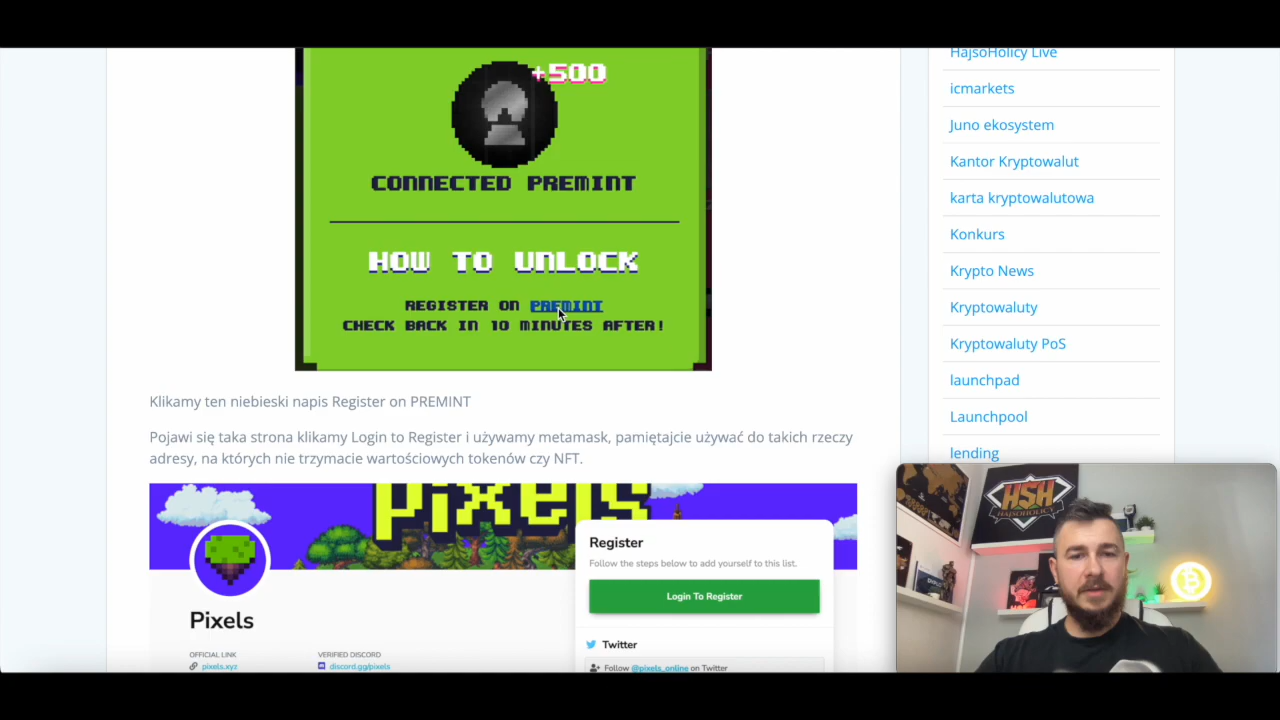 +500
CONNECTED PREMINT
HOW TO UNLOCK
REGISTER ON PREMINT
CHECK BACK IN 10 MINUTES AFTER!
Klikamy ten niebieski napis Register on PREMINT
Pojawi się taka strona klikamy Login to Register i używamy metamask, pamiętajcie używać do takich rzeczy
adresy, na których nie trzymacie wartościowych tokenów czy NFT.
pixels
Pixels
OFFICIAL LINK
pixels.xyz
VERIFIED DISCORD
discord.gg/pixels
Register
Follow the steps below to add yourself to this list.
Login To Register
Twitter
Follow @pixels_online on Twitter
HajsoHolicy Live
icmarkets
Juno ekosystem
Kantor Kryptowalut
karta kryptowalutowa
Konkurs
Krypto News
Kryptowaluty
Kryptowaluty PoS
launchpad
Launchpool
lending
HSH
HAJSOHOLICY